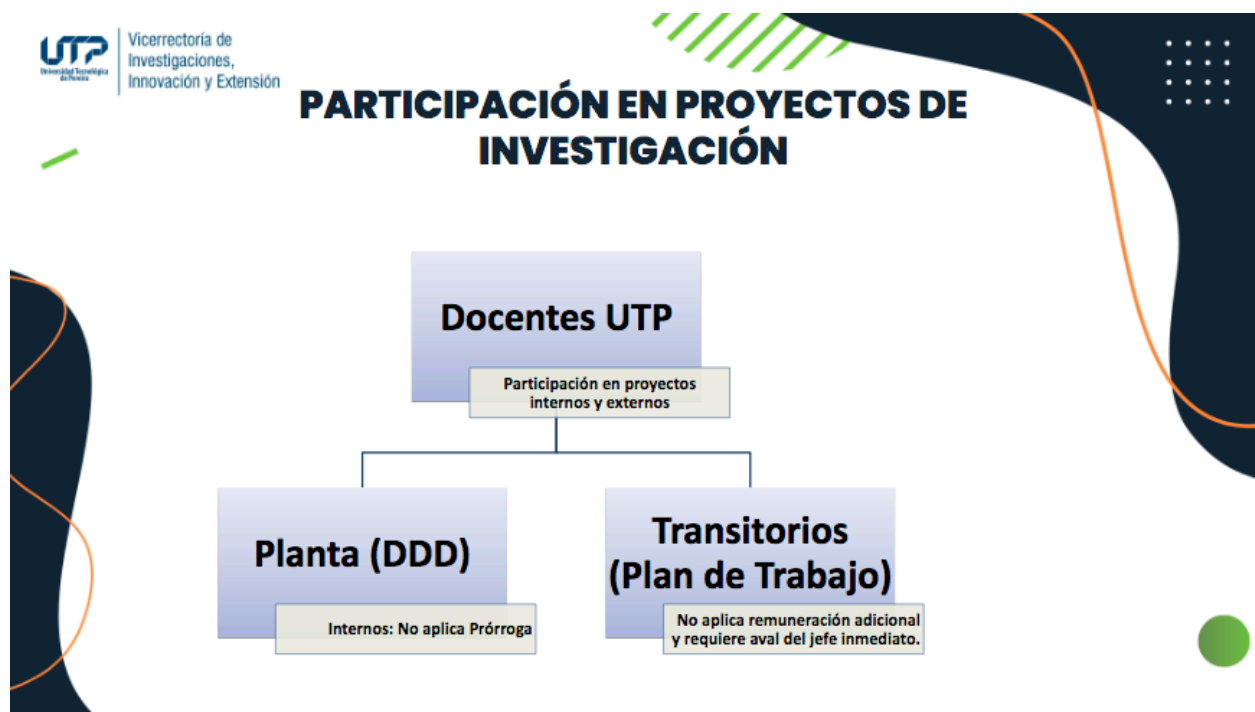 UTP
Universidad Tecnológica
de Pereira
Vicerrectoría de
Investigaciones,
Innovación y Extensión
PARTICIPACIÓN EN PROYECTOS DE
INVESTIGACIÓN
Docentes UTP
Participación en proyectos
internos y externos
Planta (DDD)
Internos: No aplica Prórroga
Transitorios
(Plan de Trabajo)
No aplica remuneración adicional
y requiere aval del jefe inmediato.